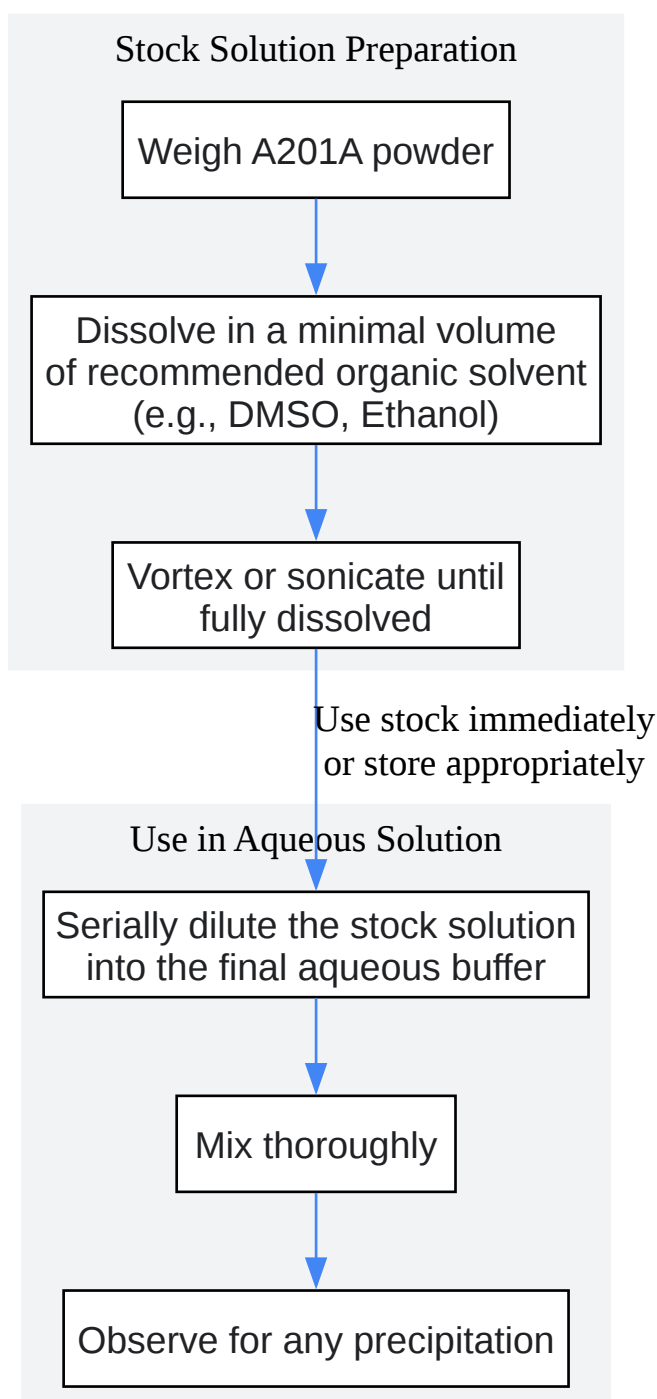 Stock Solution Preparation
Weigh A201A powder
Dissolve in a minimal volume
of recommended organic solvent
(e.g., DMSO, Ethanol)
Vortex or sonicate until
fully dissolved
Use stock immediately
or store appropriately
Use in Aqueous Solution
Serially dilute the stock solution
into the final aqueous buffer
Mix thoroughly
Observe for any precipitation